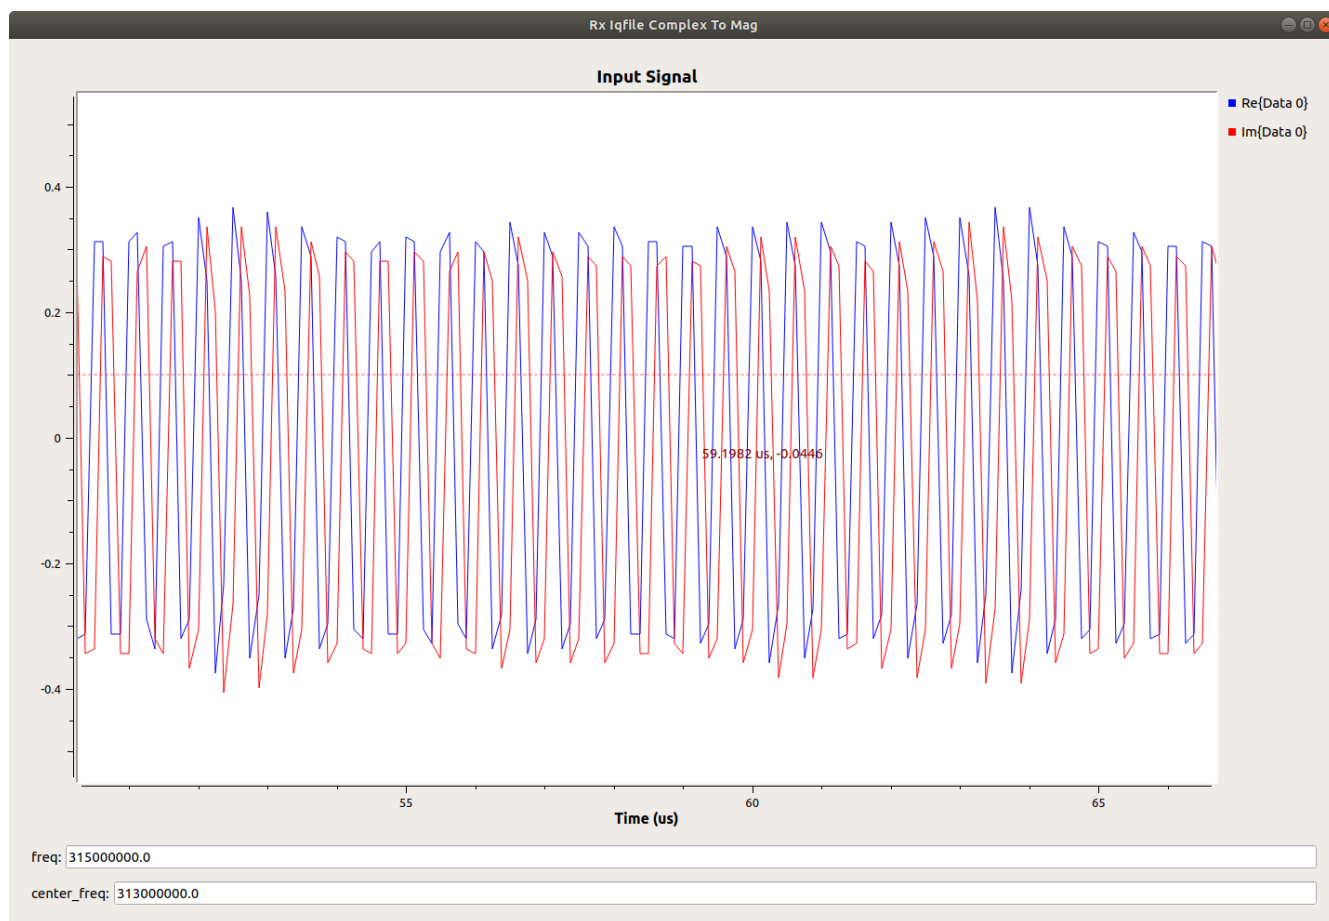 Rx Iqfile Complex To Mag
Input Signal
Re{Data 0}
Im{Data 0}
0.4
0.2
0
-0.2
-0.4
59.1982 us, -0.0446
55 60 65
Time (us)
freq: 315000000.0
center_freq: 313000000.0